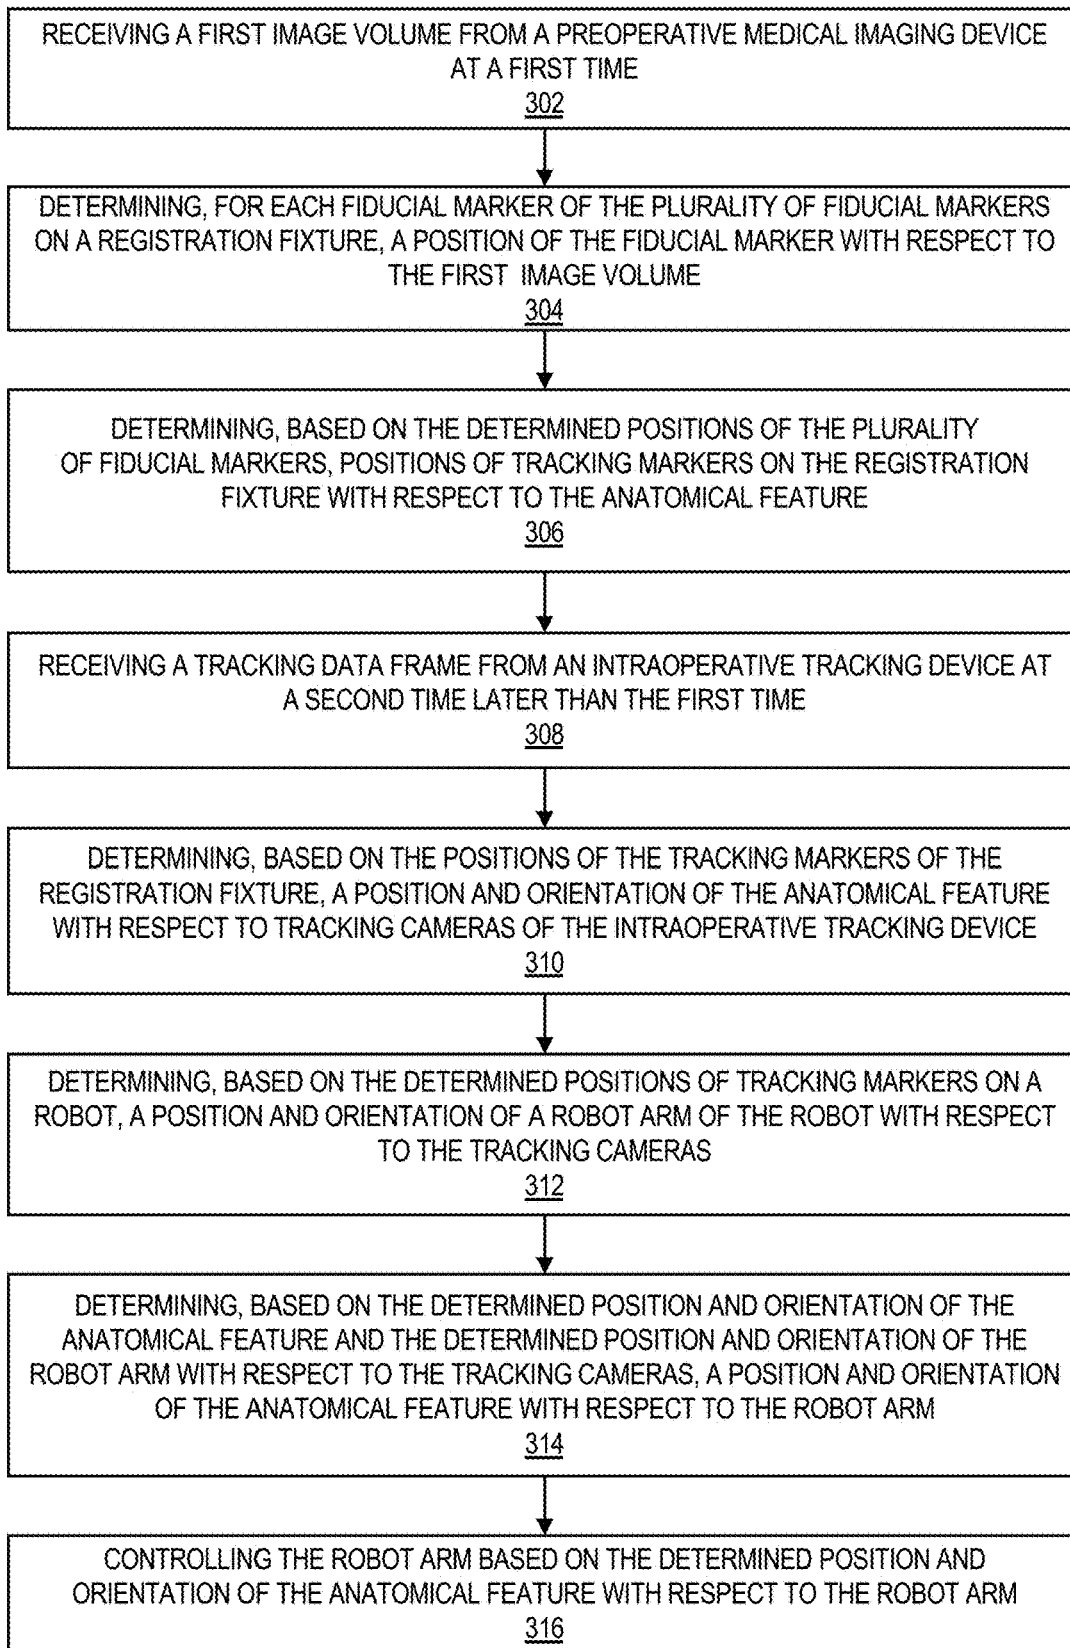 RECEIVING A FIRST IMAGE VOLUME FROM A PREOPERATIVE MEDICAL IMAGING DEVICE
AT A FIRST TIME
302
DETERMINING, FOR EACH FIDUCIAL MARKER OF THE PLURALITY OF FIDUCIAL MARKERS
ON A REGISTRATION FIXTURE, A POSITION OF THE FIDUCIAL MARKER WITH RESPECT TO
THE FIRST IMAGE VOLUME
304
DETERMINING, BASED ON THE DETERMINED POSITIONS OF THE PLURALITY
OF FIDUCIAL MARKERS, POSITIONS OF TRACKING MARKERS ON THE REGISTRATION
FIXTURE WITH RESPECT TO THE ANATOMICAL FEATURE
306
RECEIVING A TRACKING DATA FRAME FROM AN INTRAOPERATIVE TRACKING DEVICE AT
A SECOND TIME LATER THAN THE FIRST TIME
308
DETERMINING, BASED ON THE POSITIONS OF THE TRACKING MARKERS OF THE
REGISTRATION FIXTURE, A POSITION AND ORIENTATION OF THE ANATOMICAL FEATURE
WITH RESPECT TO TRACKING CAMERAS OF THE INTRAOPERATIVE TRACKING DEVICE
310
DETERMINING, BASED ON THE DETERMINED POSITIONS OF TRACKING MARKERS ON A
ROBOT, A POSITION AND ORIENTATION OF A ROBOT ARM OF THE ROBOT WITH RESPECT
TO THE TRACKING CAMERAS
312
DETERMINING, BASED ON THE DETERMINED POSITION AND ORIENTATION OF THE
ANATOMICAL FEATURE AND THE DETERMINED POSITION AND ORIENTATION OF THE
ROBOT ARM WITH RESPECT TO THE TRACKING CAMERAS, A POSITION AND ORIENTATION
OF THE ANATOMICAL FEATURE WITH RESPECT TO THE ROBOT ARM
314
CONTROLLING THE ROBOT ARM BASED ON THE DETERMINED POSITION AND
ORIENTATION OF THE ANATOMICAL FEATURE WITH RESPECT TO THE ROBOT ARM
316